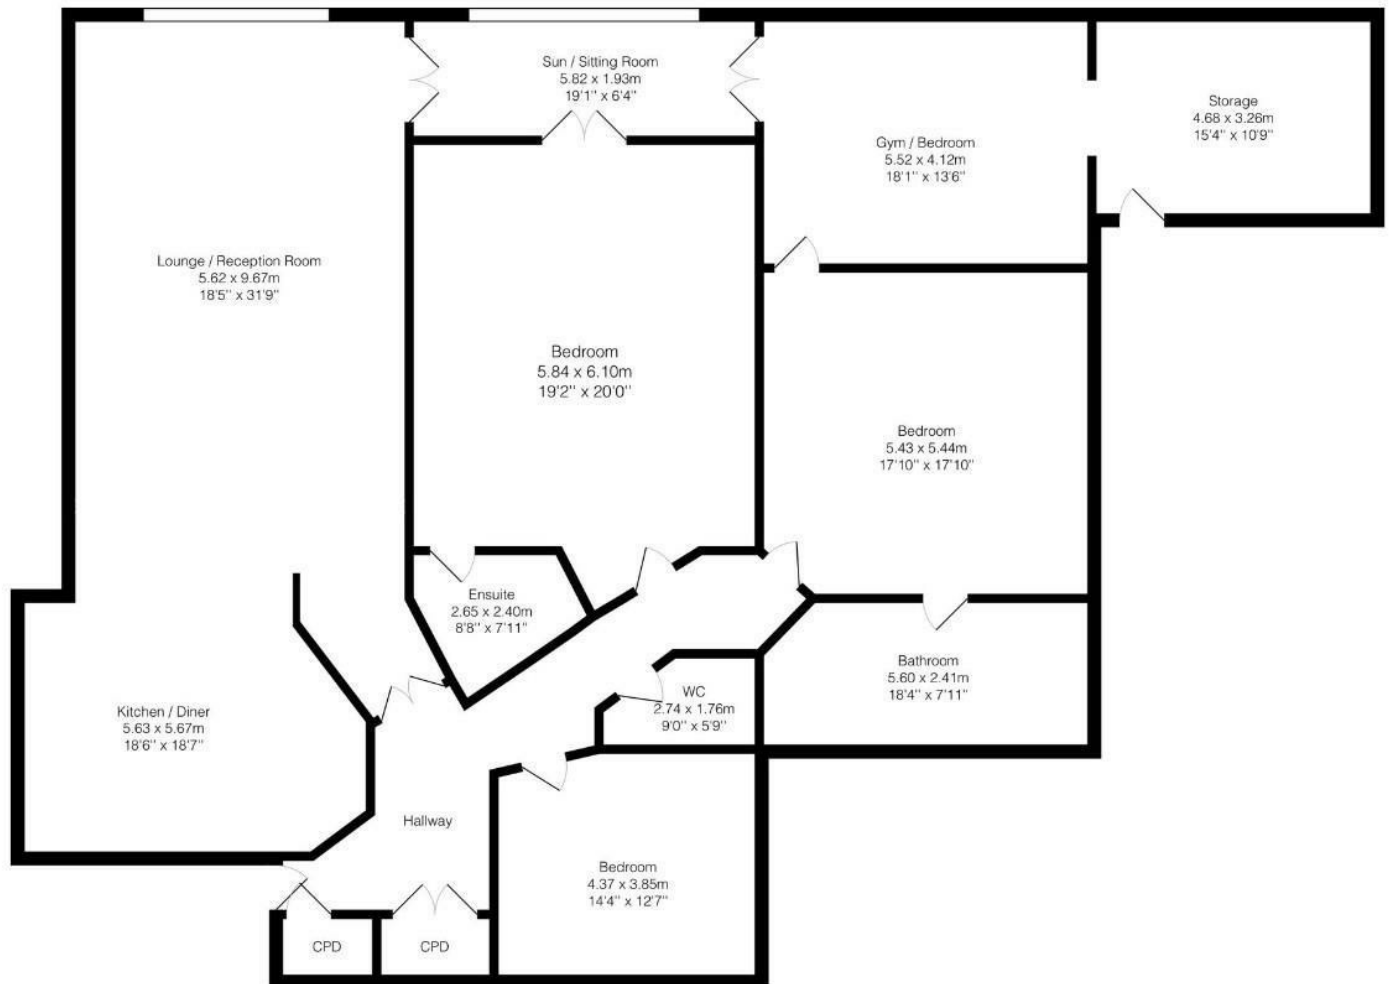 Sun / Sitting Room
5.82 x 1.93m
19'1'' x 6'4''
Storage
4.68 x 3.26m
15'4'' x 10'9''
Gym / Bedroom
5.52 x 4.12m
18'1'' x 13'6''
Lounge / Reception Room
5.62 x 9.67m
18'5'' x 31'9''
Bedroom
5.84 x 6.10m
19'2'' x 20'0''
Bedroom
5.43 x 5.44m
17'10'' x 17'10''
Ensuite
2.65 x 2.40m
8'8'' x 7'11''
Bathroom
5.60 x 2.41m
18'4'' x 7'11''
WC
2.74 x 1.76m
9'0'' x 5'9''
Kitchen / Diner
5.63 x 5.67m
18'6'' x 18'7''
Hallway
Bedroom
4.37 x 3.85m
14'4'' x 12'7''
CPD
CPD